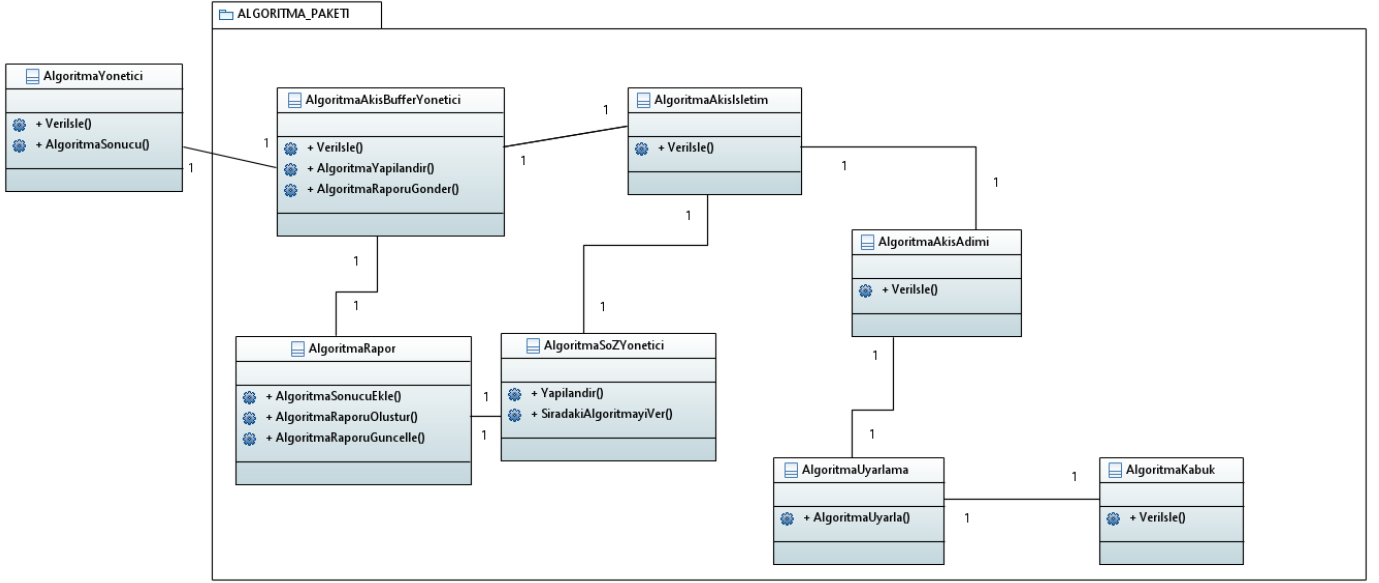 ALGORITMA_PAKETI
AlgoritmaYonetici
+ VeriIsle()
+ AlgoritmaSonucu()
1
1
AlgoritmaAkisBufferYonetici
+ VeriIsle()
+ AlgoritmaYapilandir()
+ AlgoritmaRaporuGonder()
1
1
AlgoritmaAkisIsletim
+ VeriIsle()
1
1
AlgoritmaAkisAdimi
+ VeriIsle()
1
1
1
1
AlgoritmaRapor
+ AlgoritmaSonucuEkle()
+ AlgoritmaRaporuOlustur()
+ AlgoritmaRaporuGuncelle()
1
1
AlgoritmaSoZYonetici
+ Yapilandir()
+ SiradakiAlgoritmayiVer()
1
1
AlgoritmaUyarlama
+ AlgoritmaUyarla()
1
1
AlgoritmaKabuk
+ VeriIsle()